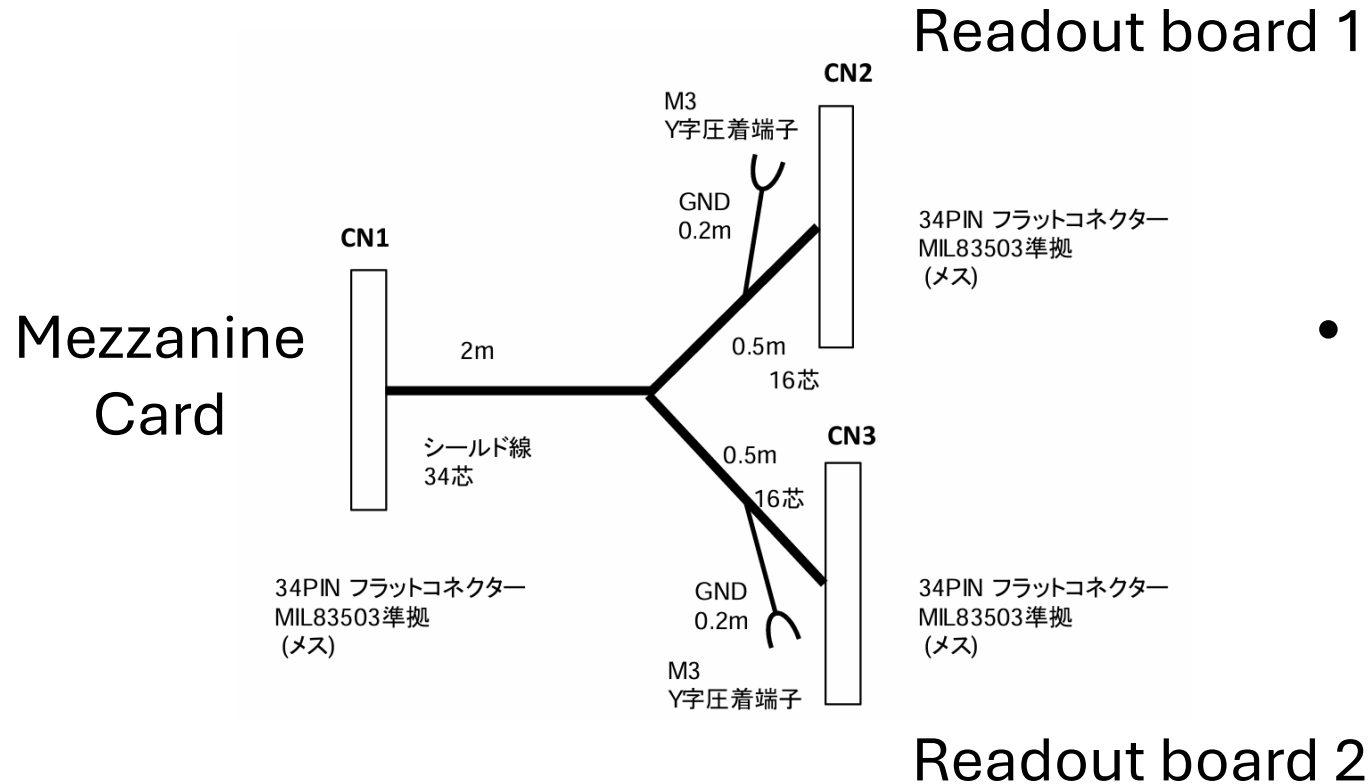 Readout board 1
CN2
M3
Y字圧着端子
GND
0.2m
34PIN フラットコネクター
MIL83503準拠
(メス)
CN1
Mezzanine
Card
2m
0.5m
16芯
シールド線
34芯
CN3
0.5m
16芯
34PIN フラットコネクター
MIL83503準拠
(メス)
GND
0.2m
34PIN フラットコネクター
MIL83503準拠
(メス)
M3
Y字圧着端子
Readout board 2